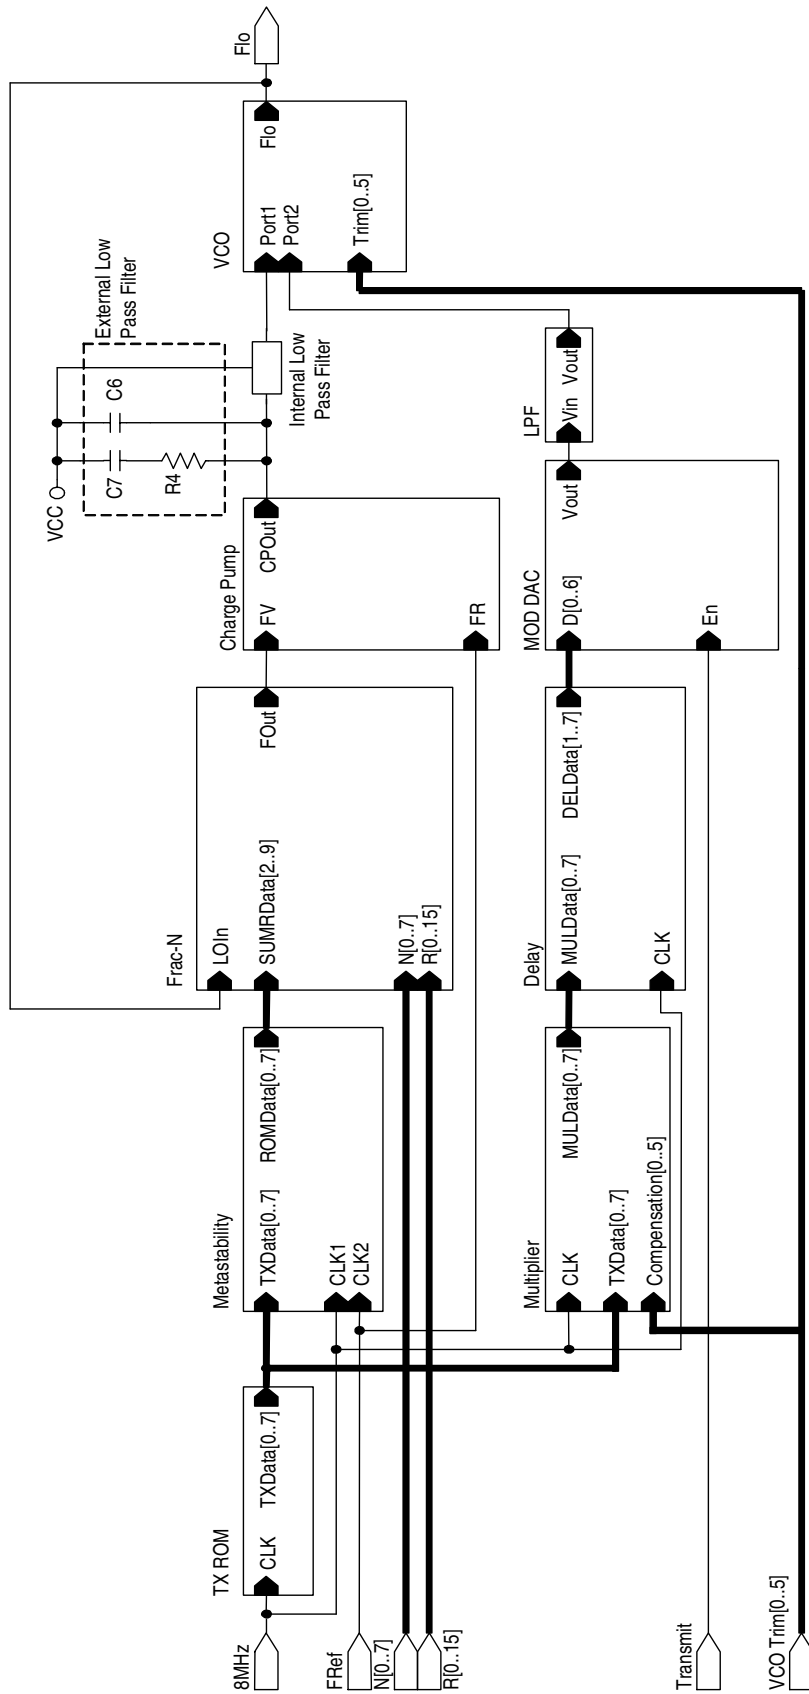 8MHz
FRef
N[0..7]
R[0..15]
Transmit
VCO Trim[0..5]
TX ROM
CLK
TXData[0..7]
Metastability
TXData[0..7]
ROMData[0..7]
CLK1
CLK2
Multiplier
CLK
MULData[0..7]
TXData[0..7]
Compensation[0..5]
Frac-N
LOIn
SUMRData[2..9]
FOut
N[0..7]
R[0..15]
Delay
MULData[0..7]
DELData[1..7]
CLK
Charge Pump
FV
CPOut
FR
MOD DAC
D[0..6]
Vout
En
VCC
C7
C6
R4
External Low
Pass Filter
Internal Low
Pass Filter
LPF
Vin
Vout
VCO
Port1
Port2
Flo
Trim[0..5]
Flo